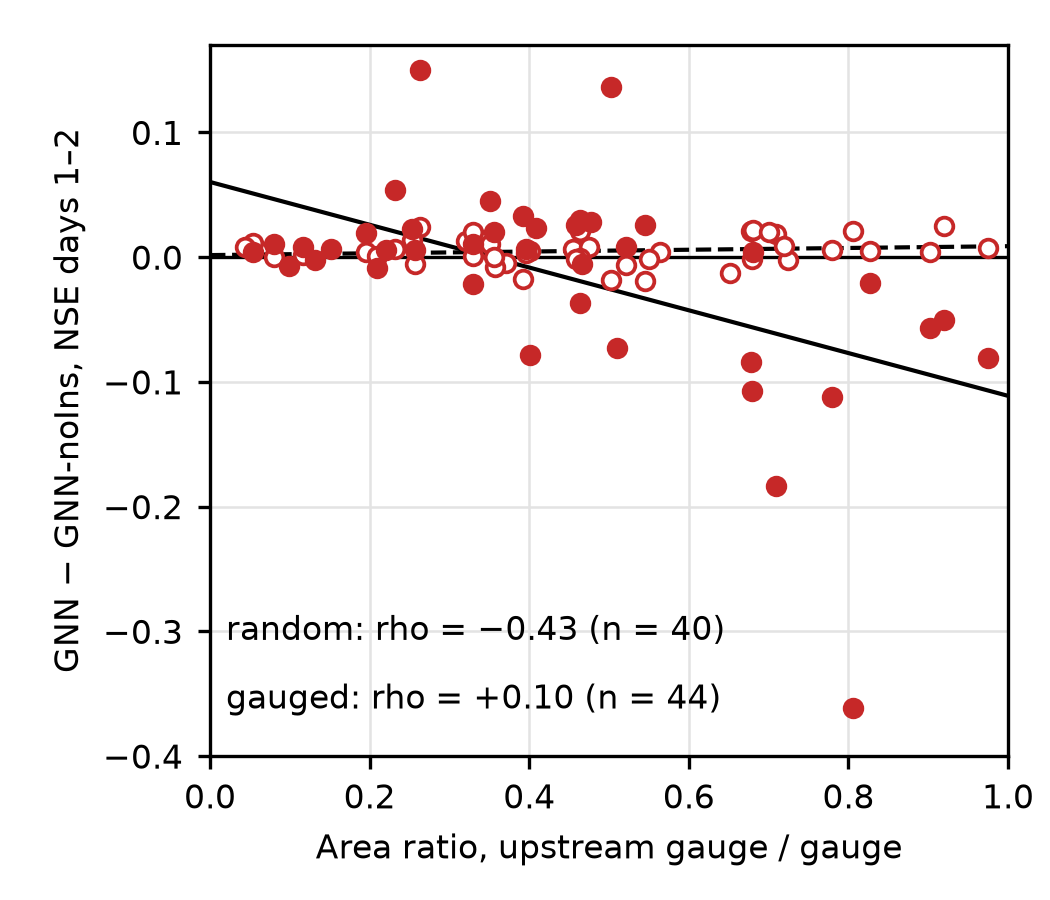 GNN − GNN-noIns, NSE days 1–2
0.1
0.0
−0.1
−0.2
−0.3
−0.4
random: rho = −0.43 (n = 40)
gauged: rho = +0.10 (n = 44)
0.0 0.2 0.4 0.6 0.8 1.0
Area ratio, upstream gauge / gauge